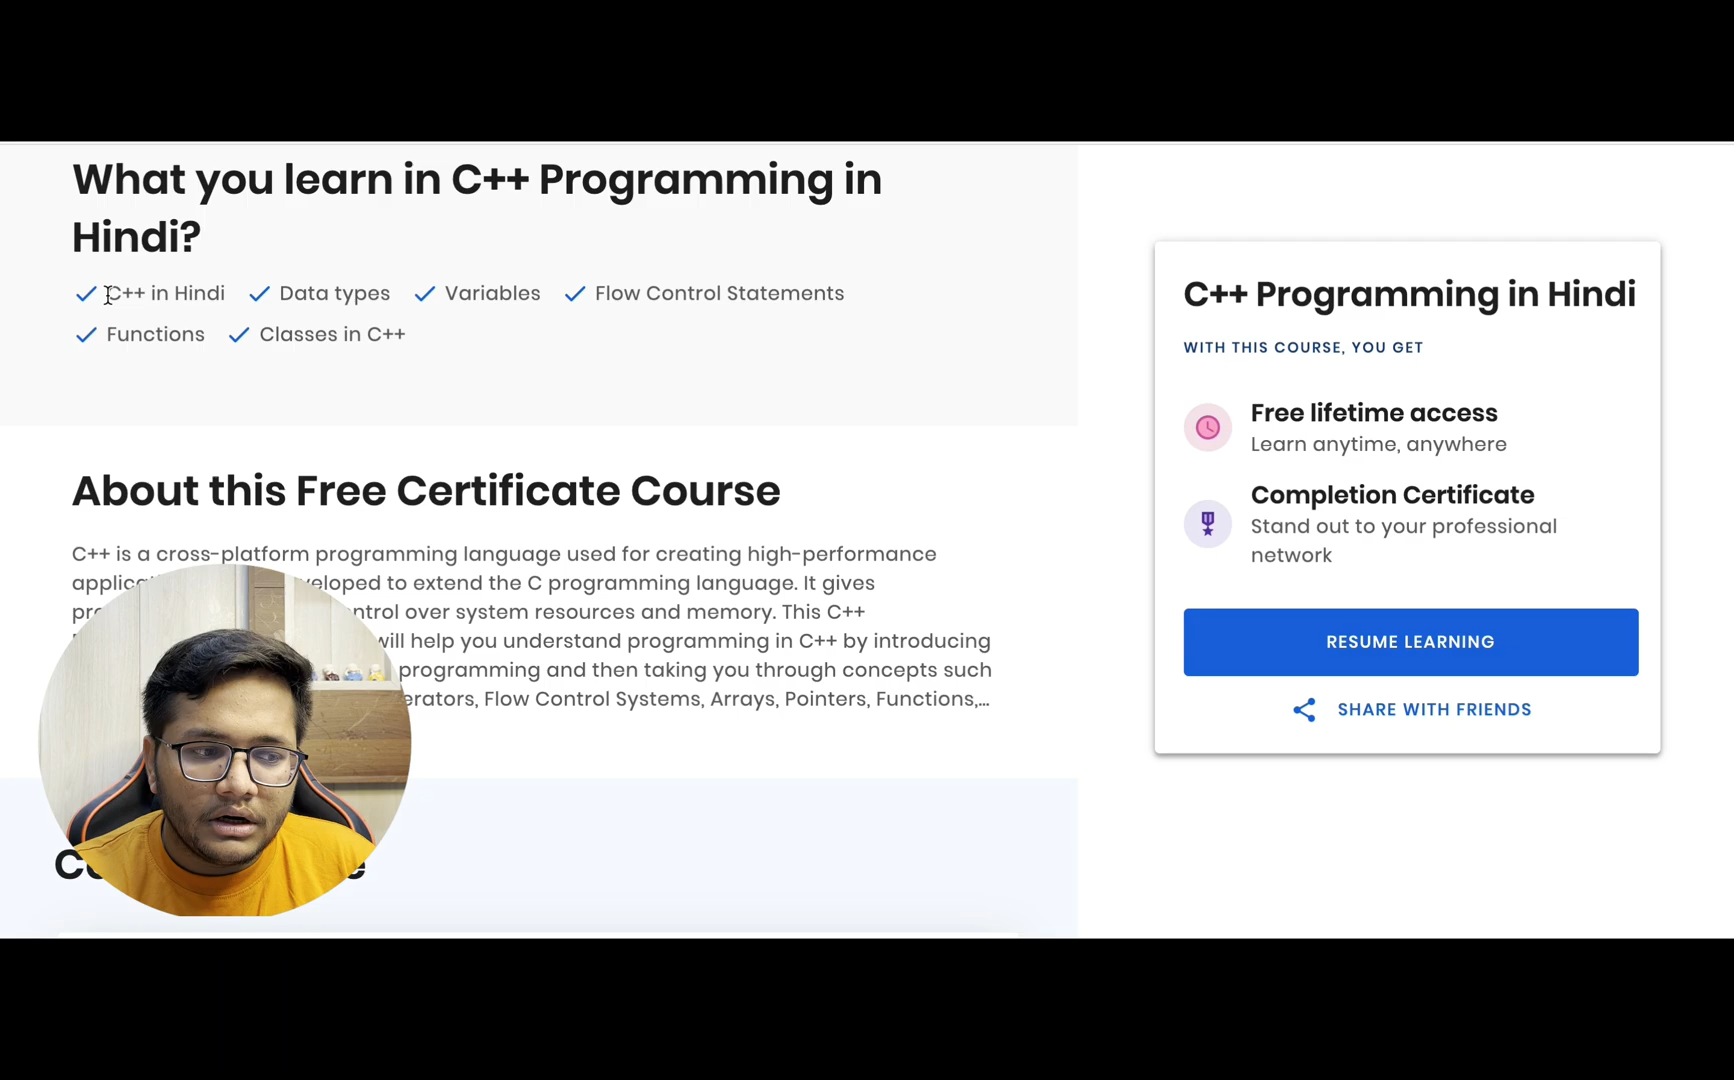 What you learn in C++ Programming in
Hindi?
C++ in Hindi Data types Variables Flow Control Statements
Functions Classes in C++
About this Free Certificate Course
C++ is a cross-platform programming language used for creating high-performance
to extend the C programming language. It gives
over system resources and memory. This C++
will help you understand programming in C++ by introducing
programming and then taking you through concepts such
Flow Control Systems, Arrays, Pointers, Functions,...
C++ Programming in Hindi
WITH THIS COURSE, YOU GET
Free lifetime access
Learn anytime, anywhere
Completion Certificate
Stand out to your professional
network
RESUME LEARNING
SHARE WITH FRIENDS